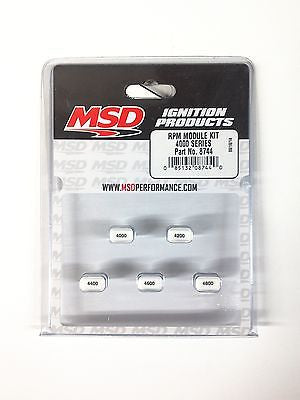 MSD
IGNITION
PRODUCTS
RPM MODULE KIT
4000 SERIES
Part No. 8744
0 85132 08744 0
WWW.MSDPERFORMANCE.COM
4000 4200
4400 4600 4800